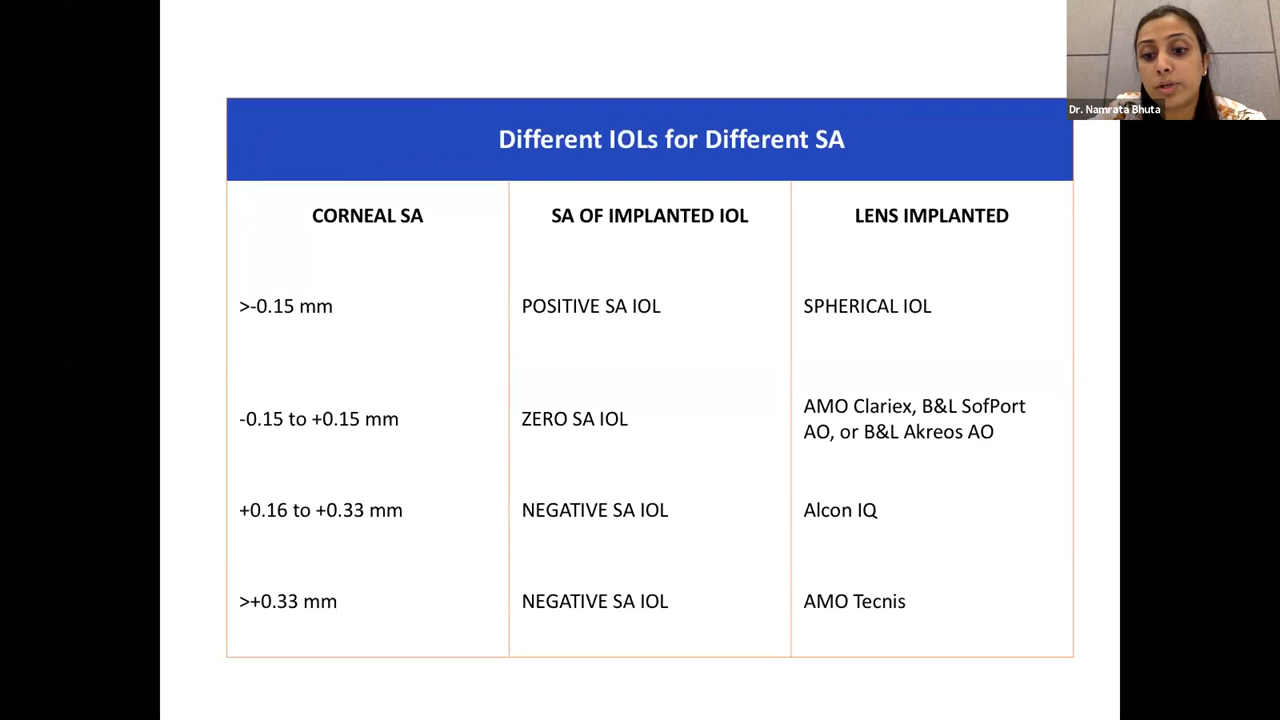 Dr. Namrata Bhuta
Different IOLs for Different SA
CORNEAL SA
SA OF IMPLANTED IOL
LENS IMPLANTED
>-0.15 mm
POSITIVE SA IOL
SPHERICAL IOL
-0.15 to +0.15 mm
ZERO SA IOL
AMO Clariex, B&L SofPort
AO, or B&L Akreos AO
+0.16 to +0.33 mm
NEGATIVE SA IOL
Alcon IQ
>+0.33 mm
NEGATIVE SA IOL
AMO Tecnis